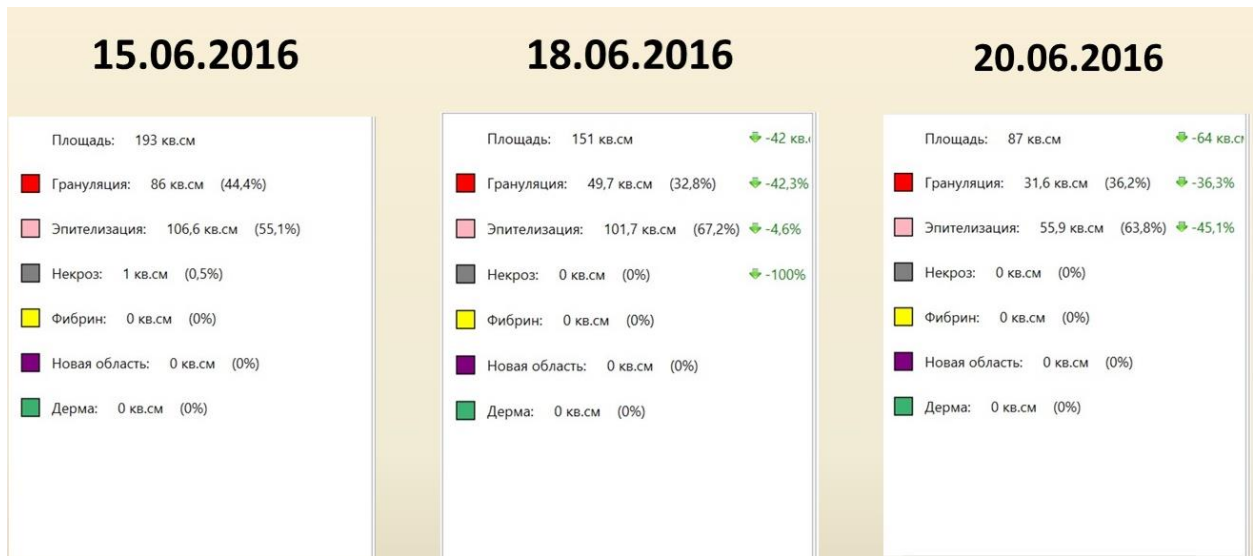 15.06.2016
Площадь: 193 кв.см
Грануляция: 86 кв.см (44,4%)
Эпителизация: 106,6 кв.см (55,1%)
Некроз: 1 кв.см (0,5%)
Фибрин: 0 кв.см (0%)
Новая область: 0 кв.см (0%)
Дерма: 0 кв.см (0%)
18.06.2016
Площадь: 151 кв.см -42 кв.
Грануляция: 49,7 кв.см (32,8%) -42,3%
Эпителизация: 101,7 кв.см (67,2%) -4,6%
Некроз: 0 кв.см (0%) -100%
Фибрин: 0 кв.см (0%)
Новая область: 0 кв.см (0%)
Дерма: 0 кв.см (0%)
20.06.2016
Площадь: 87 кв.см -64 кв.с
Грануляция: 31,6 кв.см (36,2%) -36,3%
Эпителизация: 55,9 кв.см (63,8%) -45,1%
Некроз: 0 кв.см (0%)
Фибрин: 0 кв.см (0%)
Новая область: 0 кв.см (0%)
Дерма: 0 кв.см (0%)